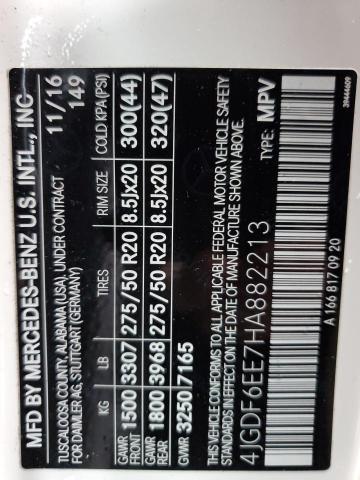 MFD BY MERCEDES-BENZ U.S. INTL., INC
TUSCALOOSA COUNTY, ALABAMA (USA), UNDER CONTRACT 11/16
FOR DAIMLER AG, STUTTGART (GERMANY) 149
KG LB TIRES RIM SIZE COLD KPA(PSI)
GAWR FRONT 1500 3307 275/50 R20 8.5Jx20 300(44)
GAWR REAR 1800 3968 275/50 R20 8.5Jx20 320(47)
GVWR 3250 7165
THIS VEHICLE CONFORMS TO ALL APPLICABLE FEDERAL MOTOR VEHICLE SAFETY
STANDARDS IN EFFECT ON THE DATE OF MANUFACTURE SHOWN ABOVE.
4JGDF6EE7HA882213 TYPE: MPV
A 166 817 09 20
39444609